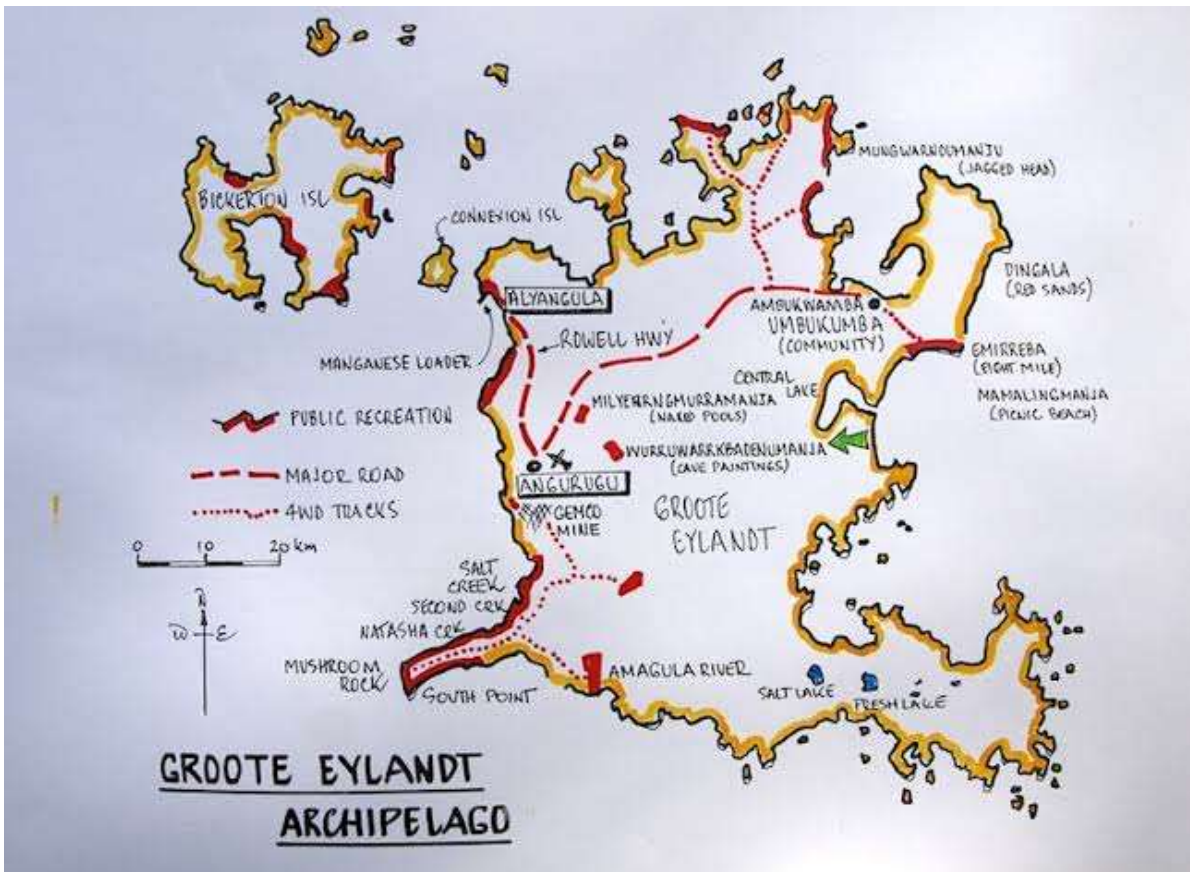 MUNGWARNDUMANJU
(JAGGED HEAD)
BICKERTON ISL
CONNEXION ISL
DINGALA
(RED SANDS)
ALYANGULA
AMBUKWAMBA
UMBUKUMBA
(COMMUNITY)
ROWELL HWY
EMIRREBA
(EIGHT MILE)
MANGANESE LOADER
CENTRAL
LAKE
MAMALINGMANJA
(PICNIC BEACH)
(NAKED POOLS)
PUBLIC RECREATION
WURRUWARRKBADENUMANJA
(CAVE PAINTINGS)
MAJOR ROAD
ANGURUGU
4WD TRACKS
GEMCO
MINE
GROOTE
EYLANDT
0 10 20 km
SALT
CREEK
SECOND CRK
NATASHA CRK
N
W E
MUSHROOM
ROCK
SOUTH POINT
AMAGULA RIVER
SALT LAKE
FRESH LAKE
GROOTE EYLANDT
ARCHIPELAGO